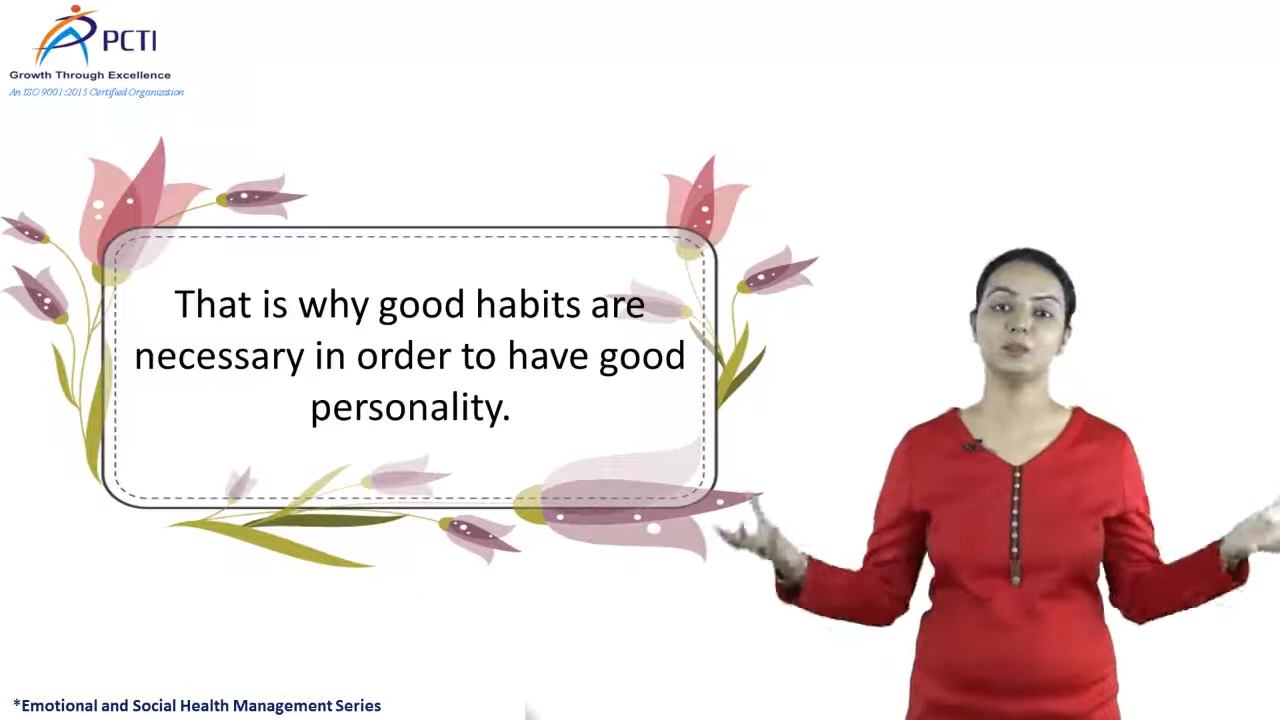 PCTI
Growth Through Excellence
An ISO 9001:2015 Certified Organization
That is why good habits are
necessary in order to have good
personality.
*Emotional and Social Health Management Series